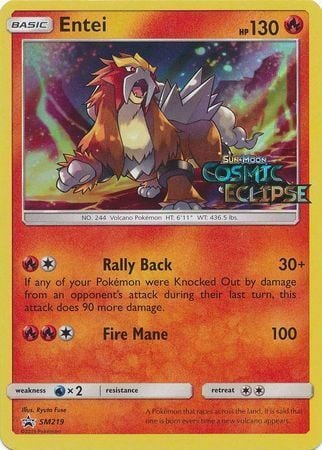 BASIC Entei HP 130
SUN & MOON
COSMIC
ECLIPSE
NO. 244 Volcano Pokémon HT: 6'11" WT: 436.5 lbs.
Rally Back 30+
If any of your Pokémon were Knocked Out by damage
from an opponent's attack during their last turn, this
attack does 90 more damage.
Fire Mane 100
weakness ×2 resistance retreat
Illus. Ryota Fuse
PROMO SM219
©2019 Pokémon
A Pokémon that races across the land. It is said that
one is born every time a new volcano appears.